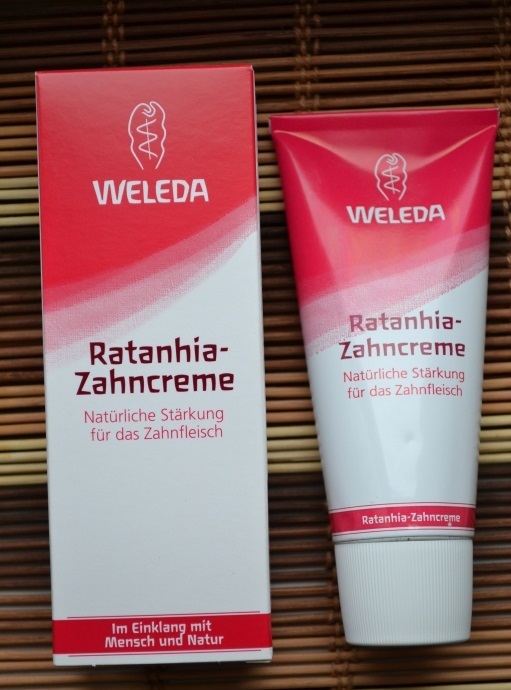 WELEDA
Ratanhia-
Zahncreme
Natürliche Stärkung
für das Zahnfleisch
Im Einklang mit
Mensch und Natur
WELEDA
Ratanhia-
Zahncreme
Natürliche Stärkung
für das Zahnfleisch
Ratanhia-Zahncreme